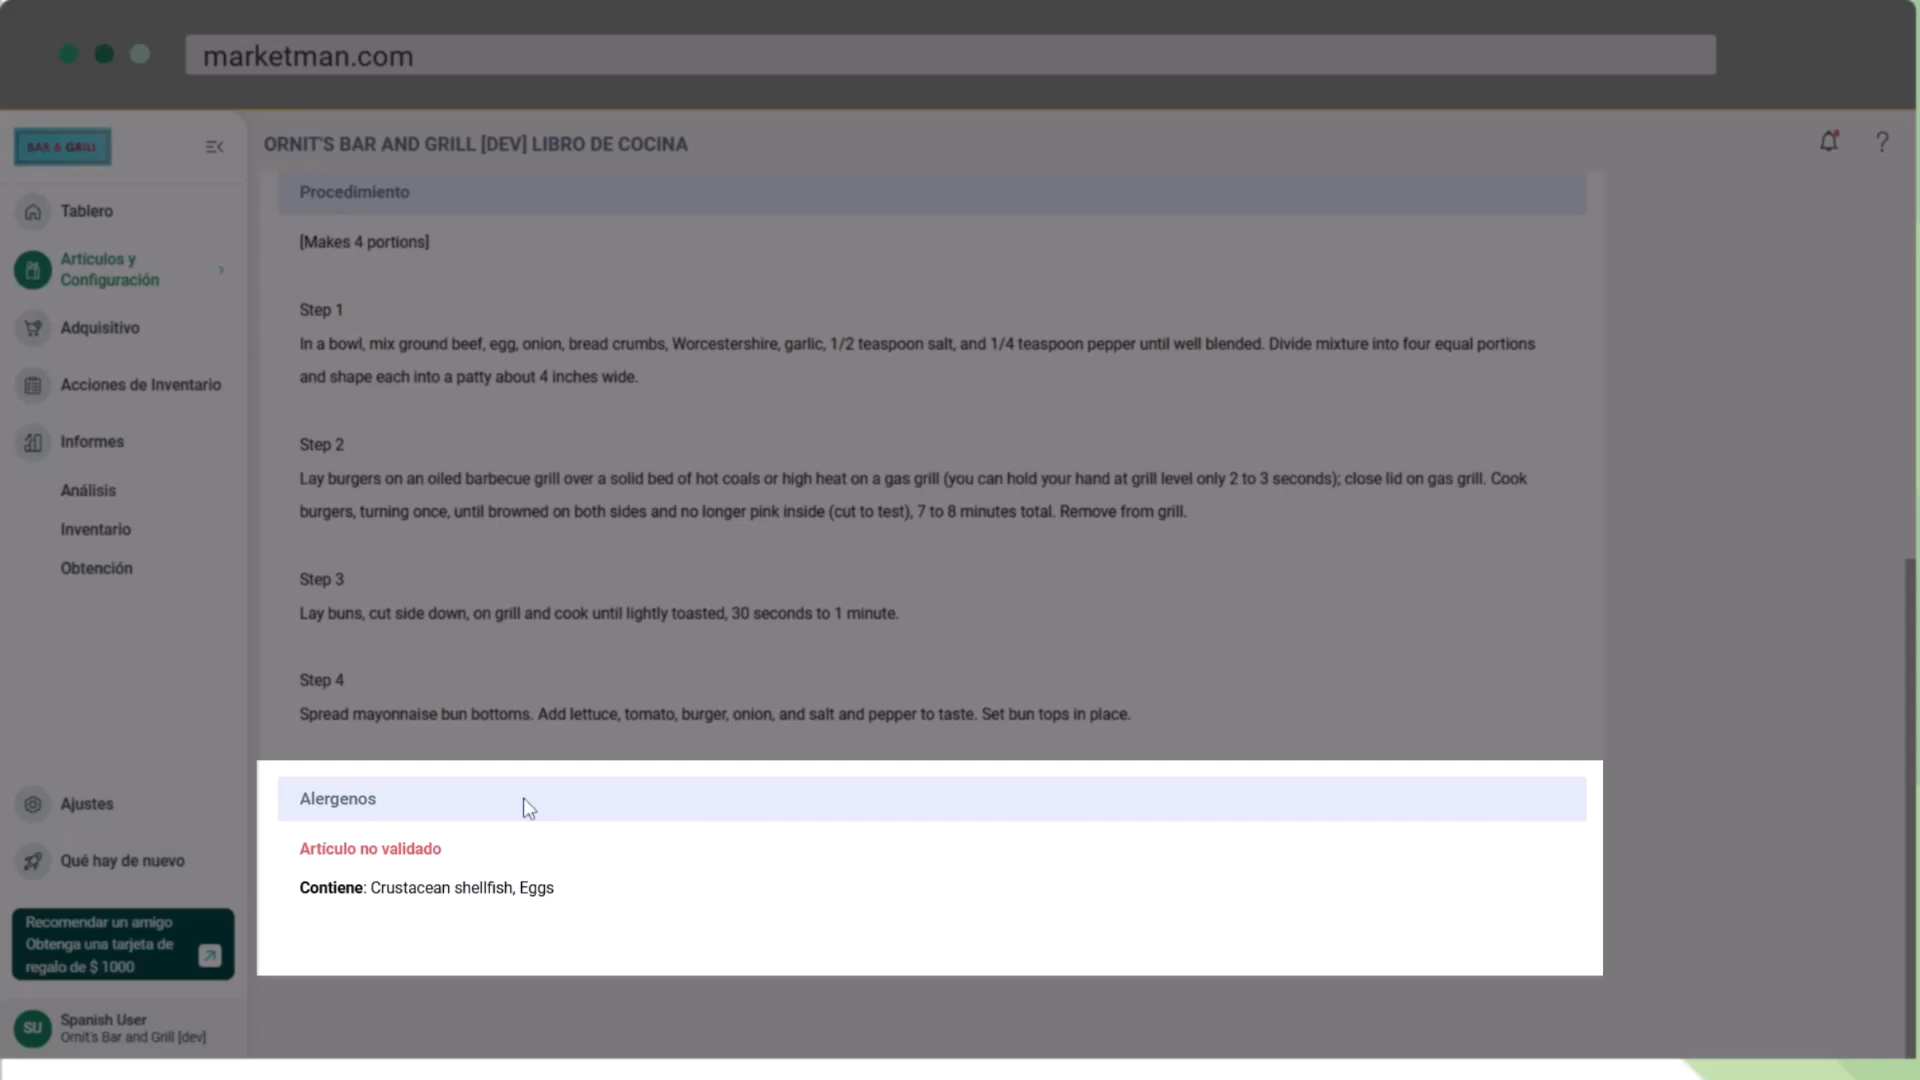 marketman.com
BAR & GRILL
ORNIT'S BAR AND GRILL [DEV] LIBRO DE COCINA
?
Tablero
Artículos y
Configuración
Adquisitivo
Acciones de Inventario
Informes
Análisis
Inventario
Obtención
Ajustes
Qué hay de nuevo
Recomendar un amigo
Obtenga una tarjeta de
regalo de $ 1000
SU
Spanish User
Ornit's Bar and Grill [dev]
Procedimiento
[Makes 4 portions]
Step 1
In a bowl, mix ground beef, egg, onion, bread crumbs, Worcestershire, garlic, 1/2 teaspoon salt, and 1/4 teaspoon pepper until well blended. Divide mixture into four equal portions
and shape each into a patty about 4 inches wide.
Step 2
Lay burgers on an oiled barbecue grill over a solid bed of hot coals or high heat on a gas grill (you can hold your hand at grill level only 2 to 3 seconds); close lid on gas grill. Cook
burgers, turning once, until browned on both sides and no longer pink inside (cut to test), 7 to 8 minutes total. Remove from grill.
Step 3
Lay buns, cut side down, on grill and cook until lightly toasted, 30 seconds to 1 minute.
Step 4
Spread mayonnaise bun bottoms. Add lettuce, tomato, burger, onion, and salt and pepper to taste. Set bun tops in place.
Alergenos
Artículo no validado
Contiene: Crustacean shellfish, Eggs